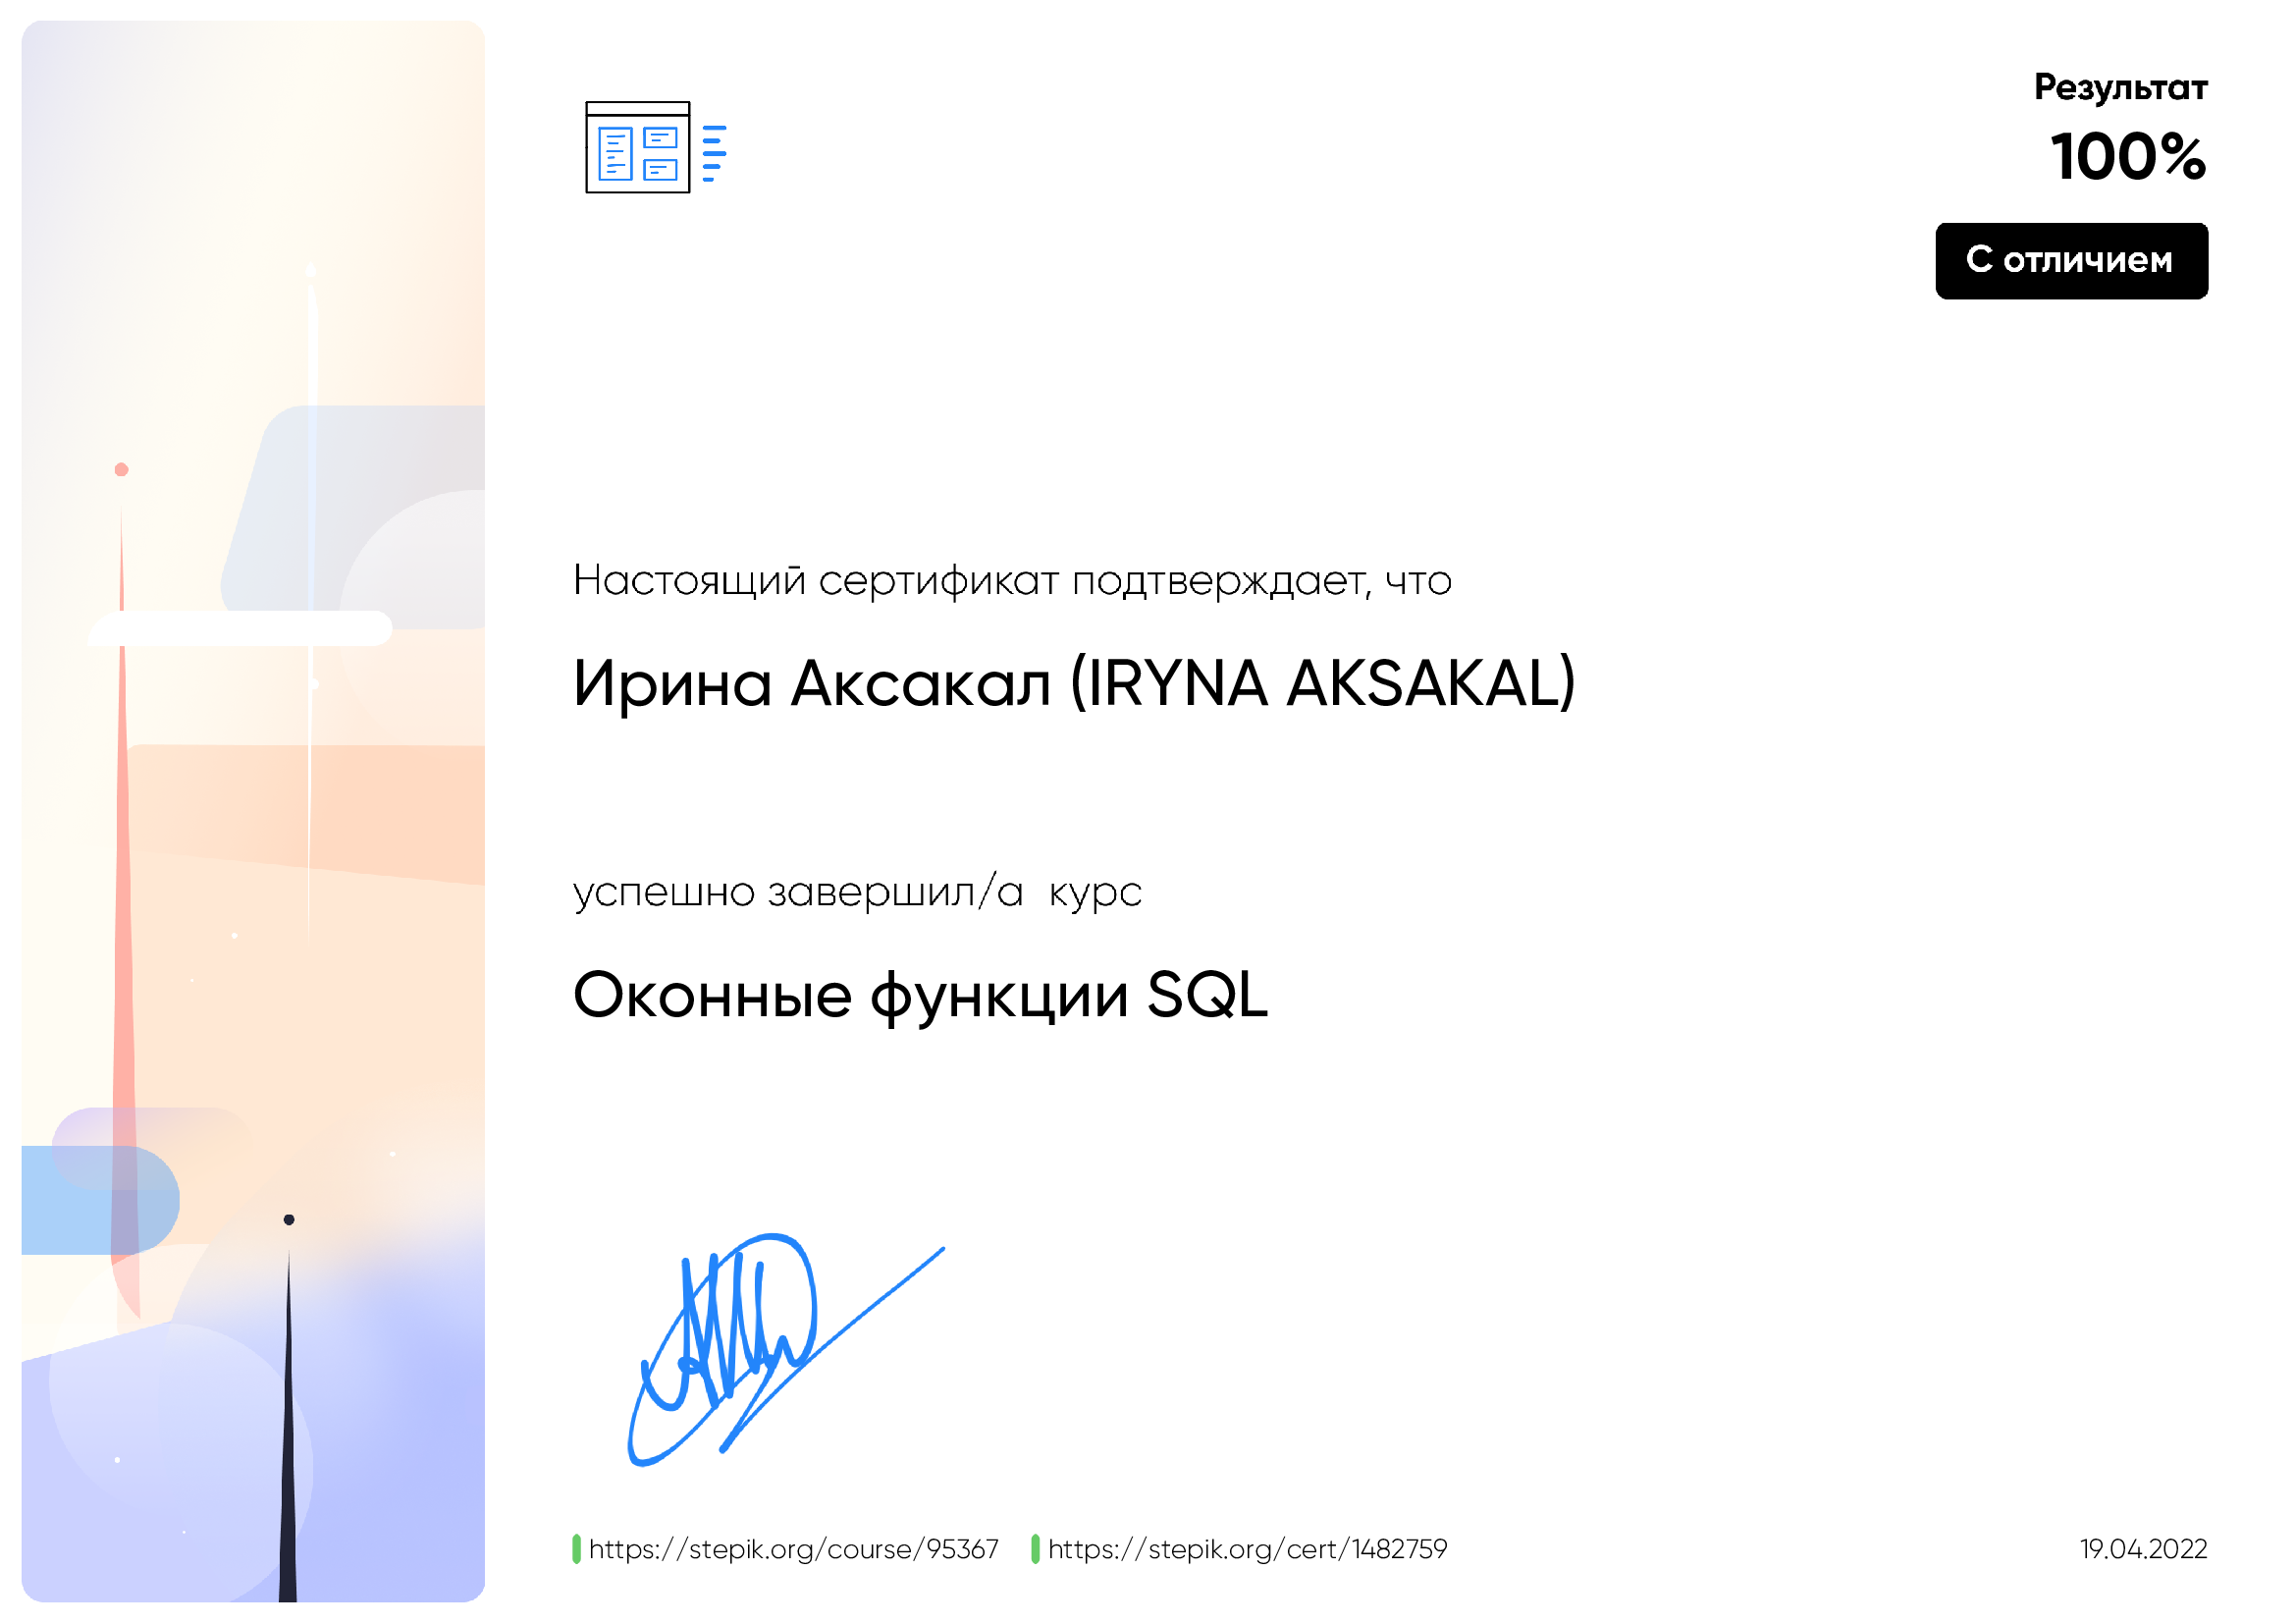 Результат
100%
С отличием
Настоящий сертификат подтверждает, что
Ирина Аксакал (IRYNA AKSAKAL)
успешно завершил/а курс
Оконные функции SQL
https://stepik.org/course/95367
https://stepik.org/cert/1482759
19.04.2022